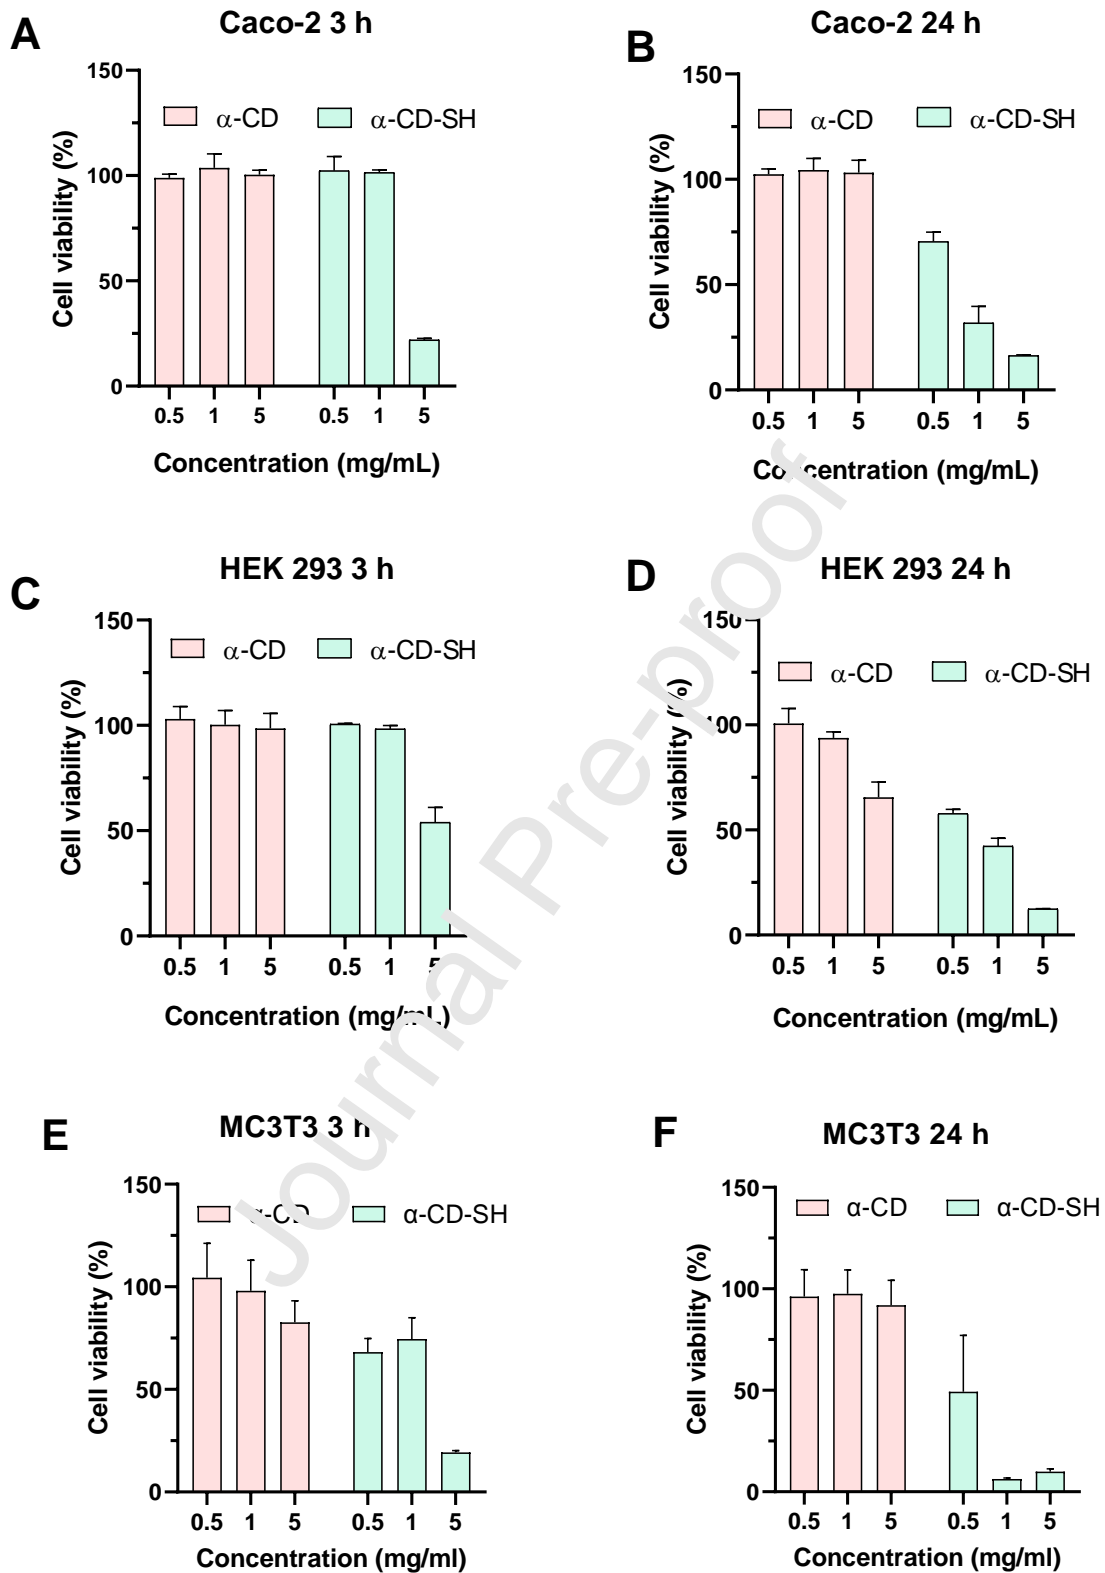 A
Caco-2 3 h
Cell viability (%)
150
100
50
0
α-CD
α-CD-SH
0.5 1 5 0.5 1 5
Concentration (mg/mL)
B
Caco-2 24 h
Cell viability (%)
150
100
50
0
α-CD
α-CD-SH
0.5 1 5 0.5 1 5
Concentration (mg/mL)
C
HEK 293 3 h
Cell viability (%)
150
100
50
0
α-CD
α-CD-SH
0.5 1 5 0.5 1 5
Concentration (mg/mL)
D
HEK 293 24 h
Cell viability (%)
150
100
50
0
α-CD
α-CD-SH
0.5 1 5 0.5 1 5
Concentration (mg/mL)
E
MC3T3 3 h
Cell viability (%)
150
100
50
0
α-CD
α-CD-SH
0.5 1 5 0.5 1 5
Concentration (mg/ml)
F
MC3T3 24 h
Cell viability (%)
150
100
50
0
α-CD
α-CD-SH
0.5 1 5 0.5 1 5
Concentration (mg/ml)
Journal Pre-proof